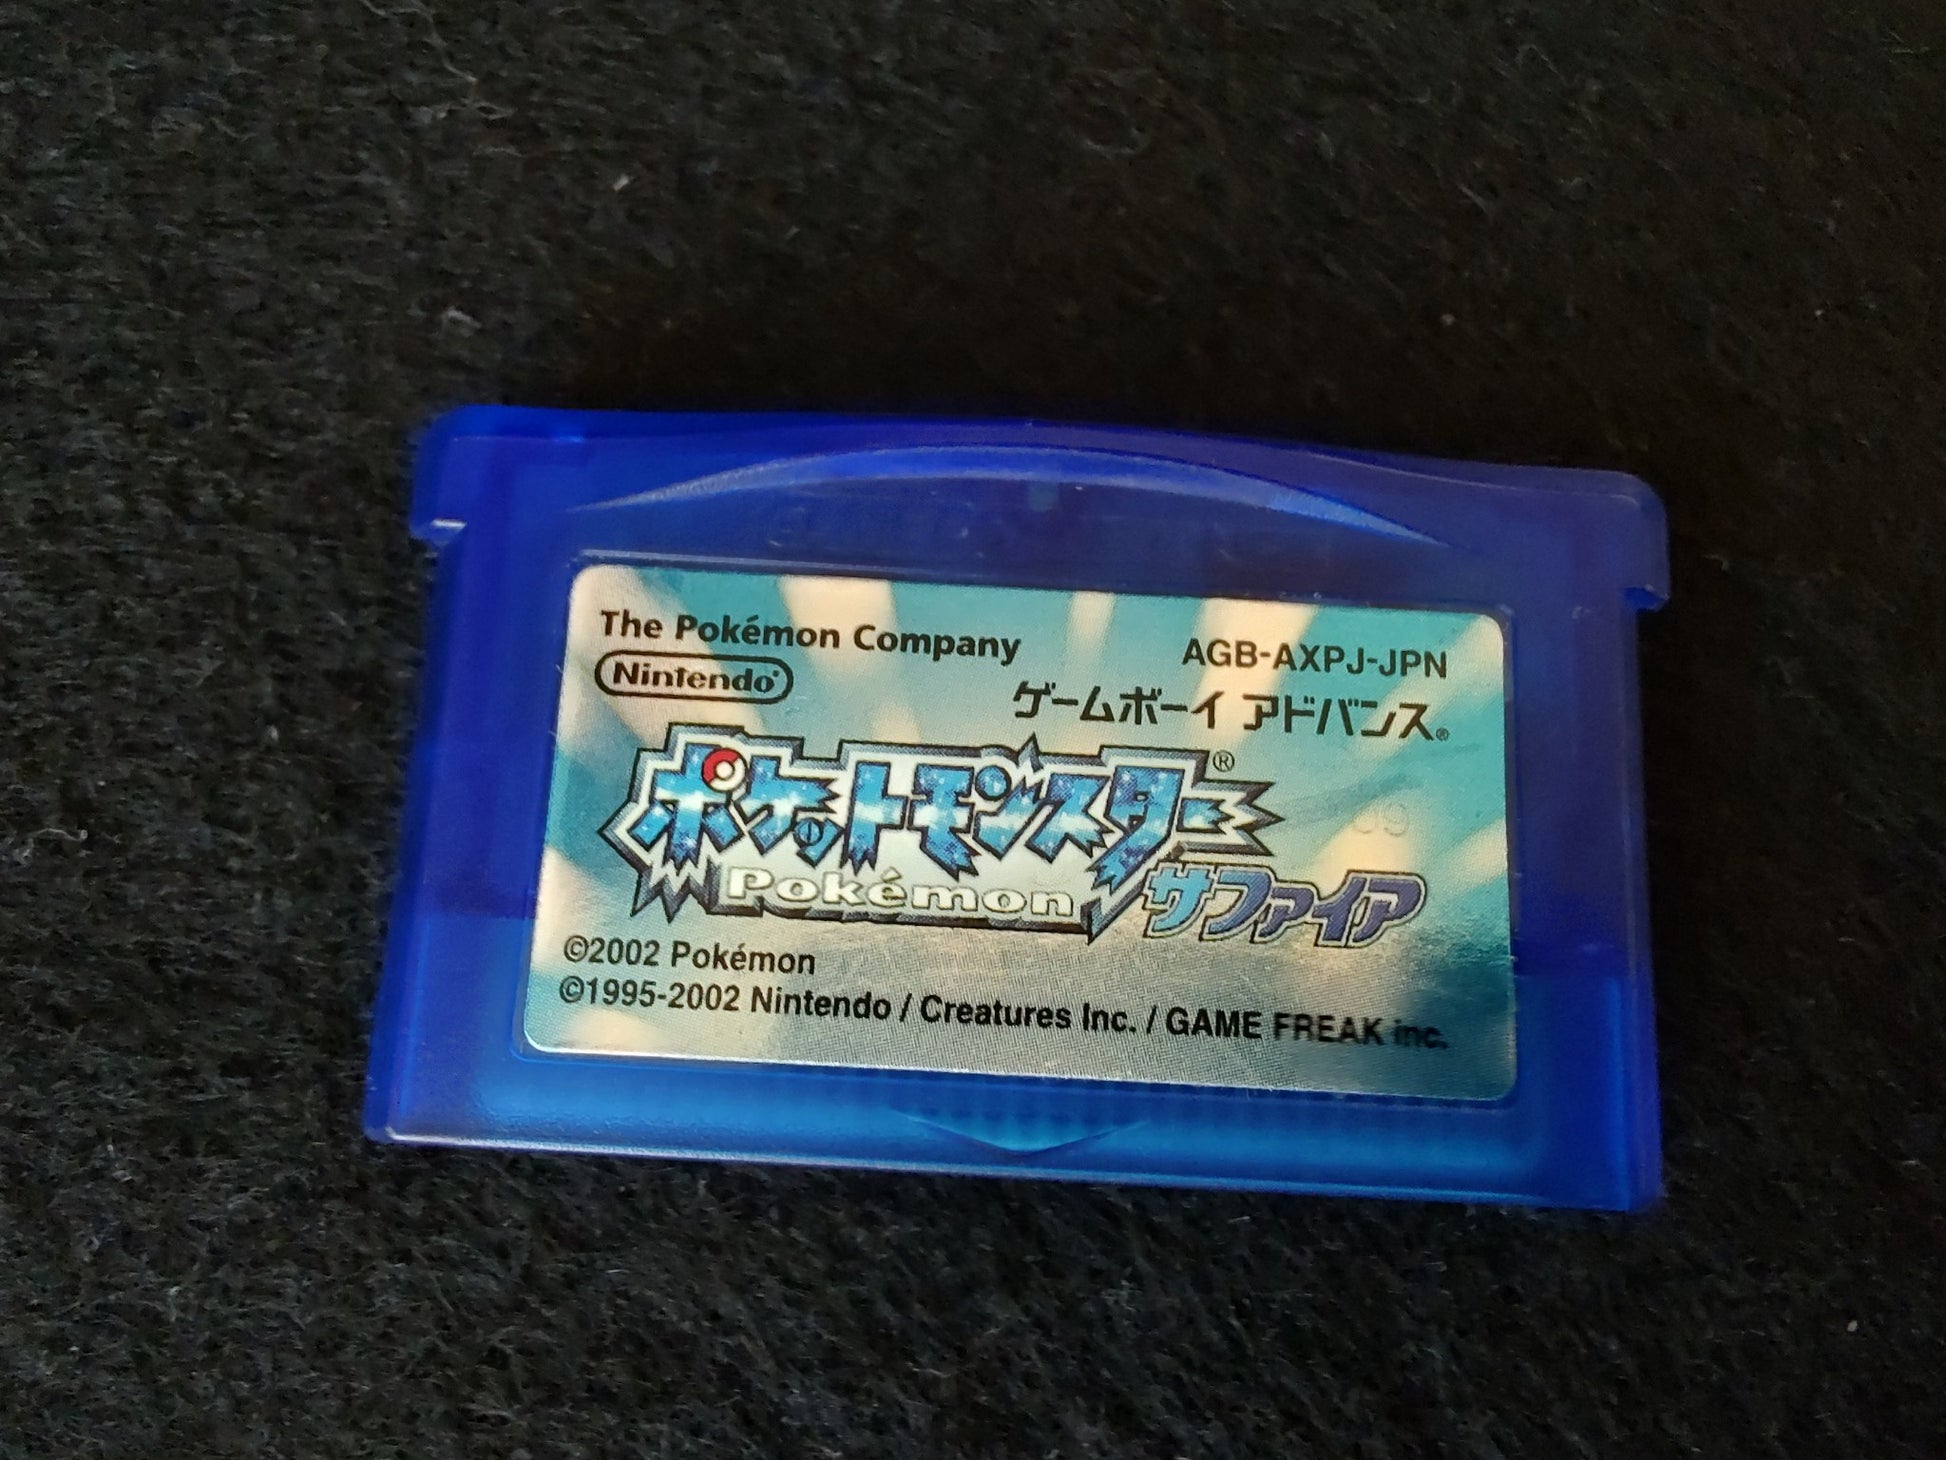 The Pokémon Company
Nintendo®
AGB-AXPJ-JPN
ゲームボーイ アドバンス®
ポケットモンスター®
Pokémon
サファイア
©2002 Pokémon
©1995-2002 Nintendo / Creatures Inc. / GAME FREAK inc.